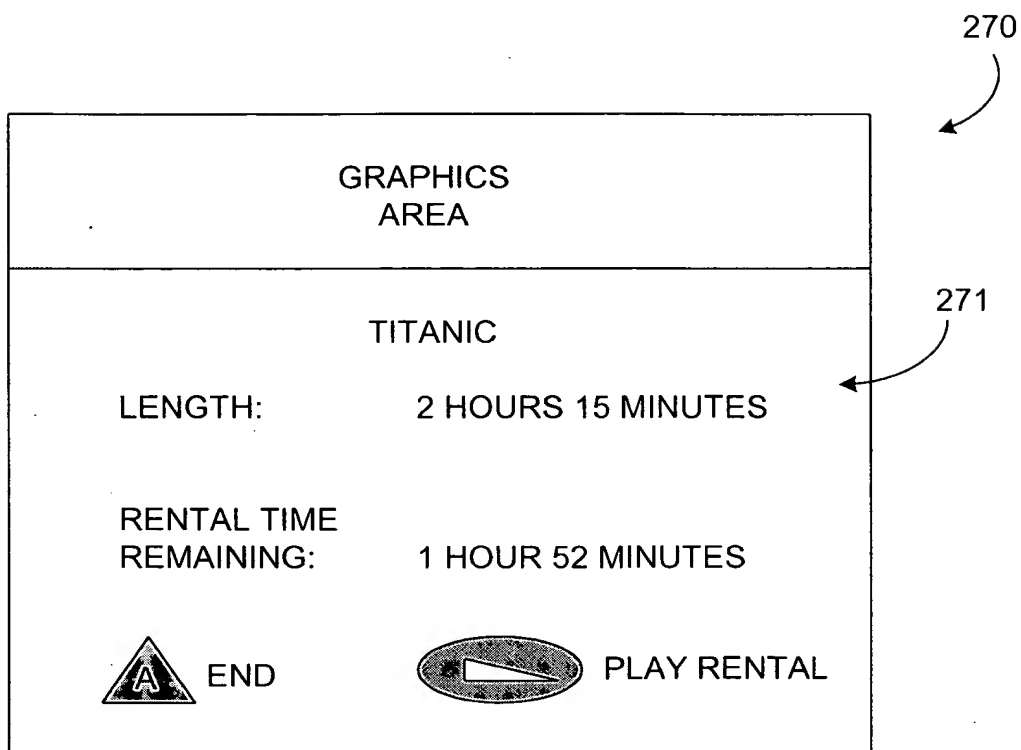 270
GRAPHICS
AREA
271
TITANIC
LENGTH: 2 HOURS 15 MINUTES
RENTAL TIME
REMAINING: 1 HOUR 52 MINUTES
A END PLAY RENTAL